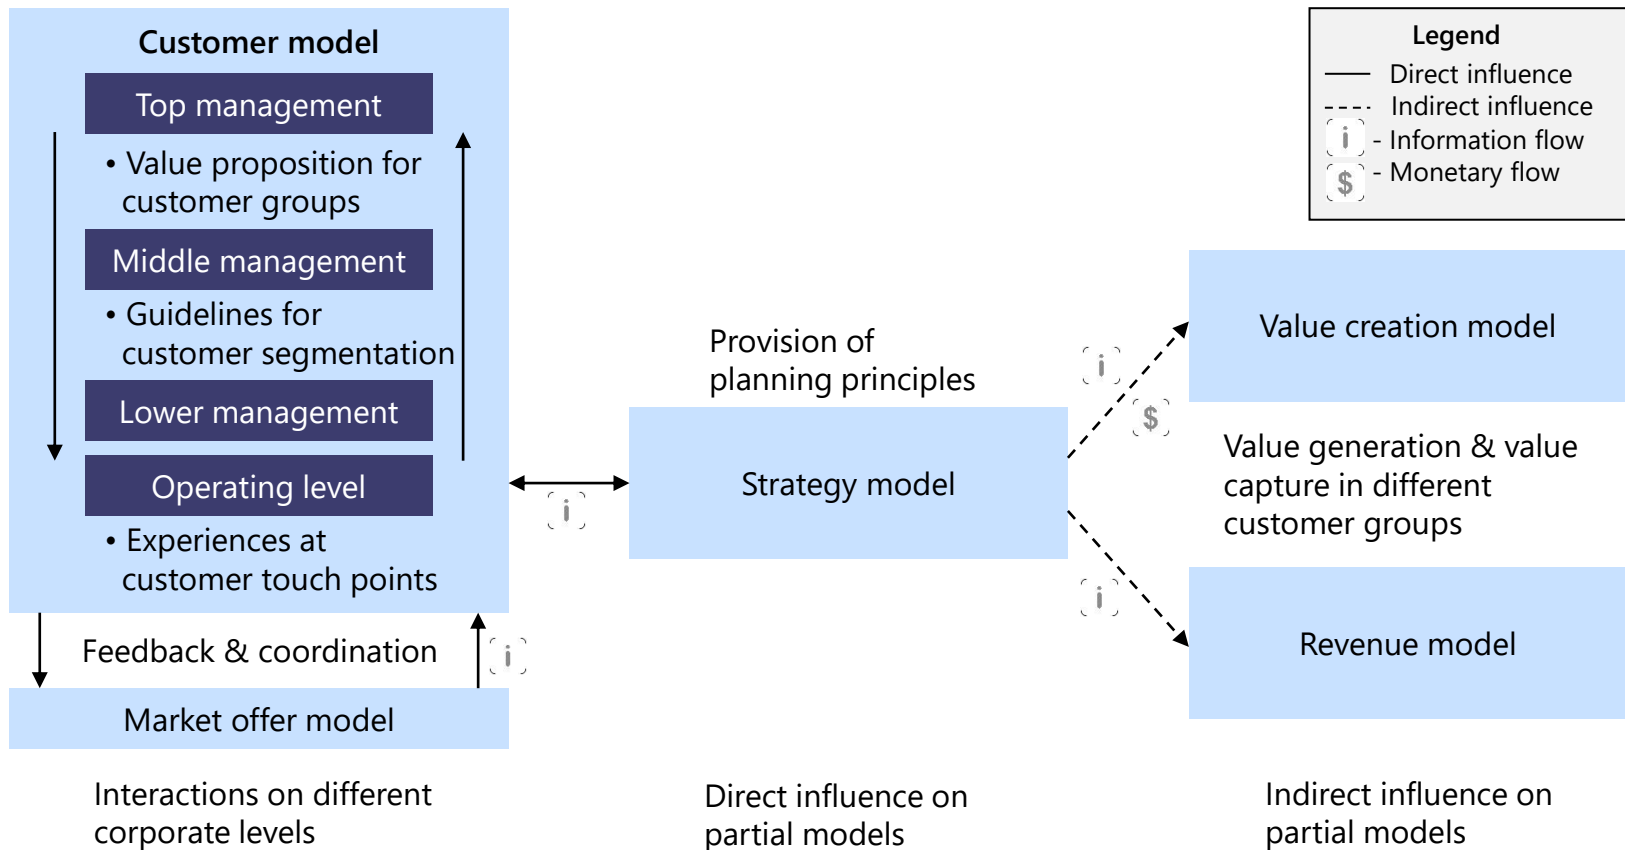 Customer model
Top management
• Value proposition for
customer groups
Middle management
• Guidelines for
customer segmentation
Lower management
Operating level
• Experiences at
customer touch points
Feedback & coordination
i
Market offer model
Interactions on different
corporate levels
i
Provision of
planning principles
Strategy model
Direct influence on
partial models
i
$
i
Legend
Direct influence
Indirect influence
i - Information flow
$ - Monetary flow
Value creation model
Value generation & value
capture in different
customer groups
Revenue model
Indirect influence on
partial models